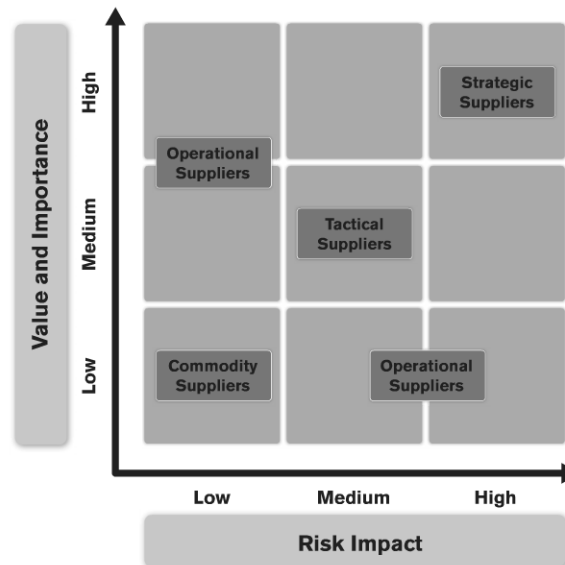 Value and Importance
High
Medium
Low
Strategic
Suppliers
Operational
Suppliers
Tactical
Suppliers
Commodity
Suppliers
Operational
Suppliers
Low
Medium
High
Risk Impact